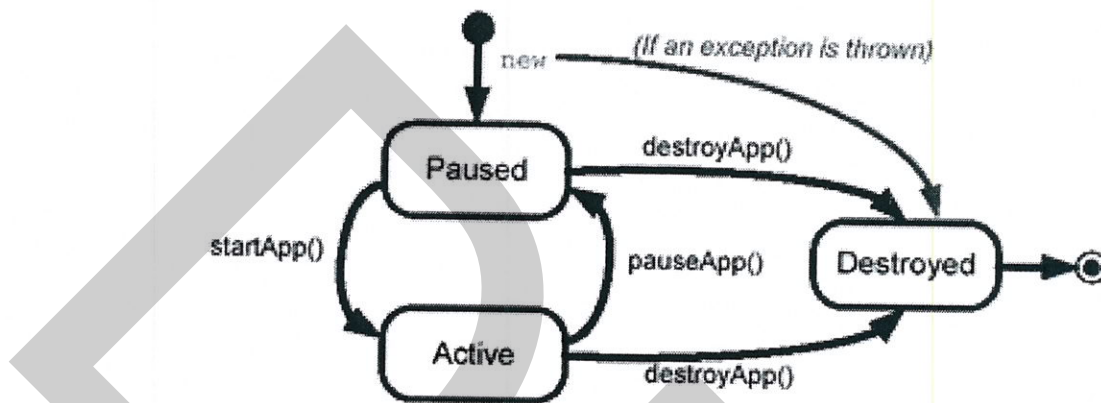 new
(If an exception is thrown)
Paused
destroyApp()
startApp()
pauseApp()
Destroyed
Active
destroyApp()